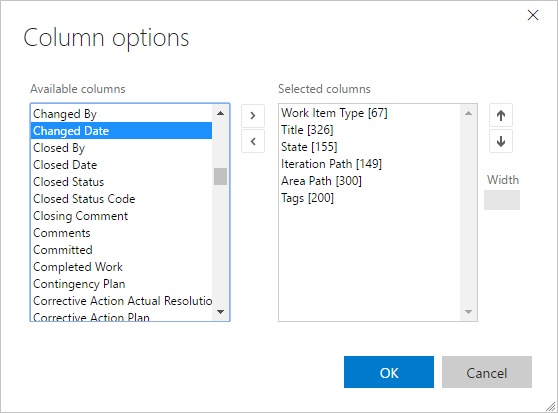 Column options
Available columns
Changed By
Changed Date
Closed By
Closed Date
Closed Status
Closed Status Code
Closing Comment
Comments
Committed
Completed Work
Contingency Plan
Corrective Action Actual Resolutio
Corrective Action Plan
Selected columns
Work Item Type [67]
Title [326]
State [155]
Iteration Path [149]
Area Path [300]
Tags [200]
Width
OK
Cancel